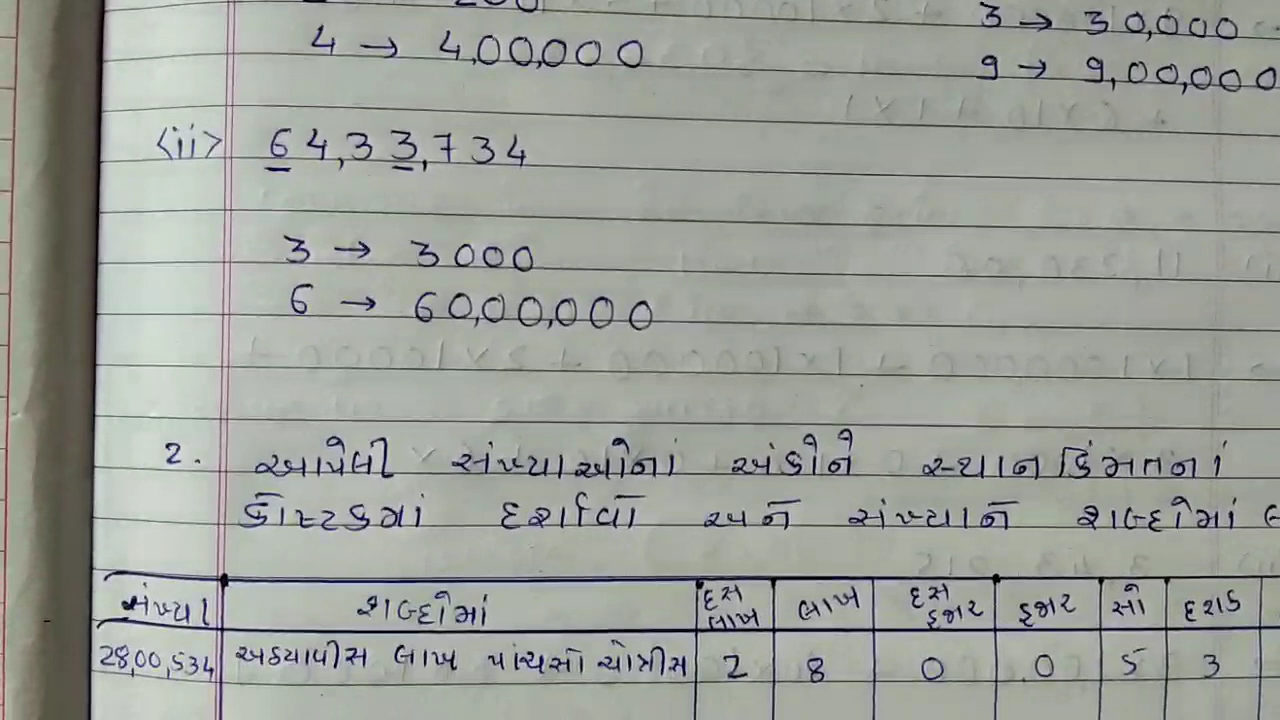 4 → 4,00,000
3 → 30,000
9 → 9,00,000
<ii> 64,33,734
3 → 3000
6 → 60,00,000
2. આપેલી સંખ્યાઓનાં અંકોને સ્થાનકિંમતનાં
કોષ્ટકમાં દર્શાવો અને સંખ્યાને શબ્દોમાં
સંખ્યા શબ્દોમાં દસ લાખ લાખ દસ હજાર હજાર સો દશક
28,00,534 અઠ્યાવીસ લાખ પાંચસો ચોત્રીસ 2 8 0 0 5 3